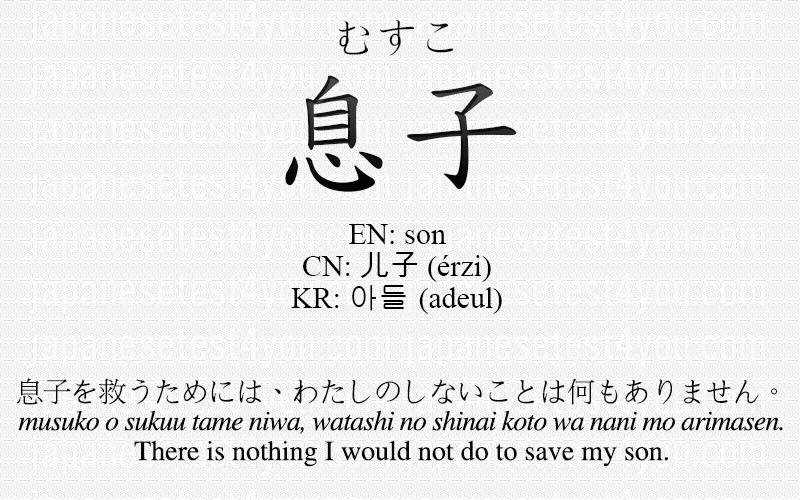 むすこ
息子
EN: son
CN: 儿子 (érzi)
KR: 아들 (adeul)
息子を救うためには、わたしのしないことは何もありません。
musuko o sukuu tame niwa, watashi no shinai koto wa nani mo arimasen.
There is nothing I would not do to save my son.
japanesetest4you.com